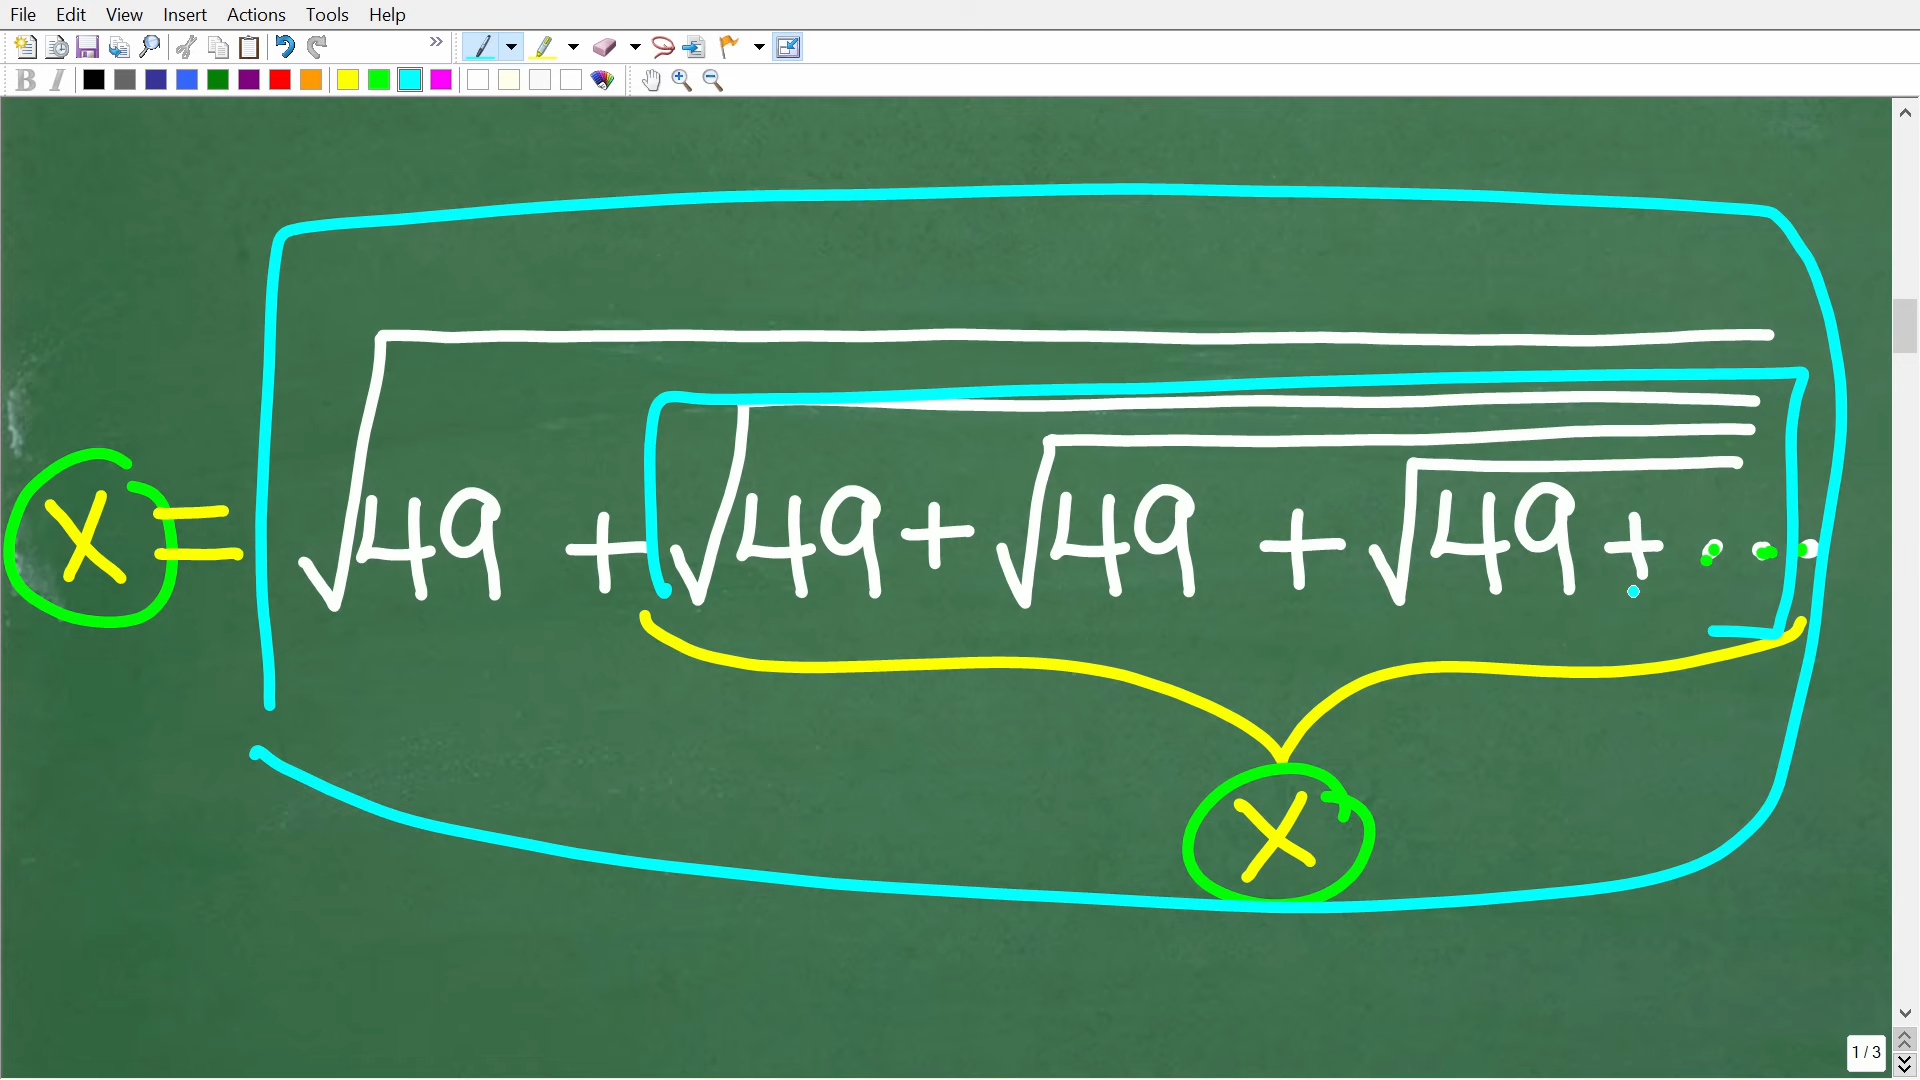 File Edit View Insert Actions Tools Help
B I
X = √49 + √49 + √49 + √49 + ...
X
1 / 3